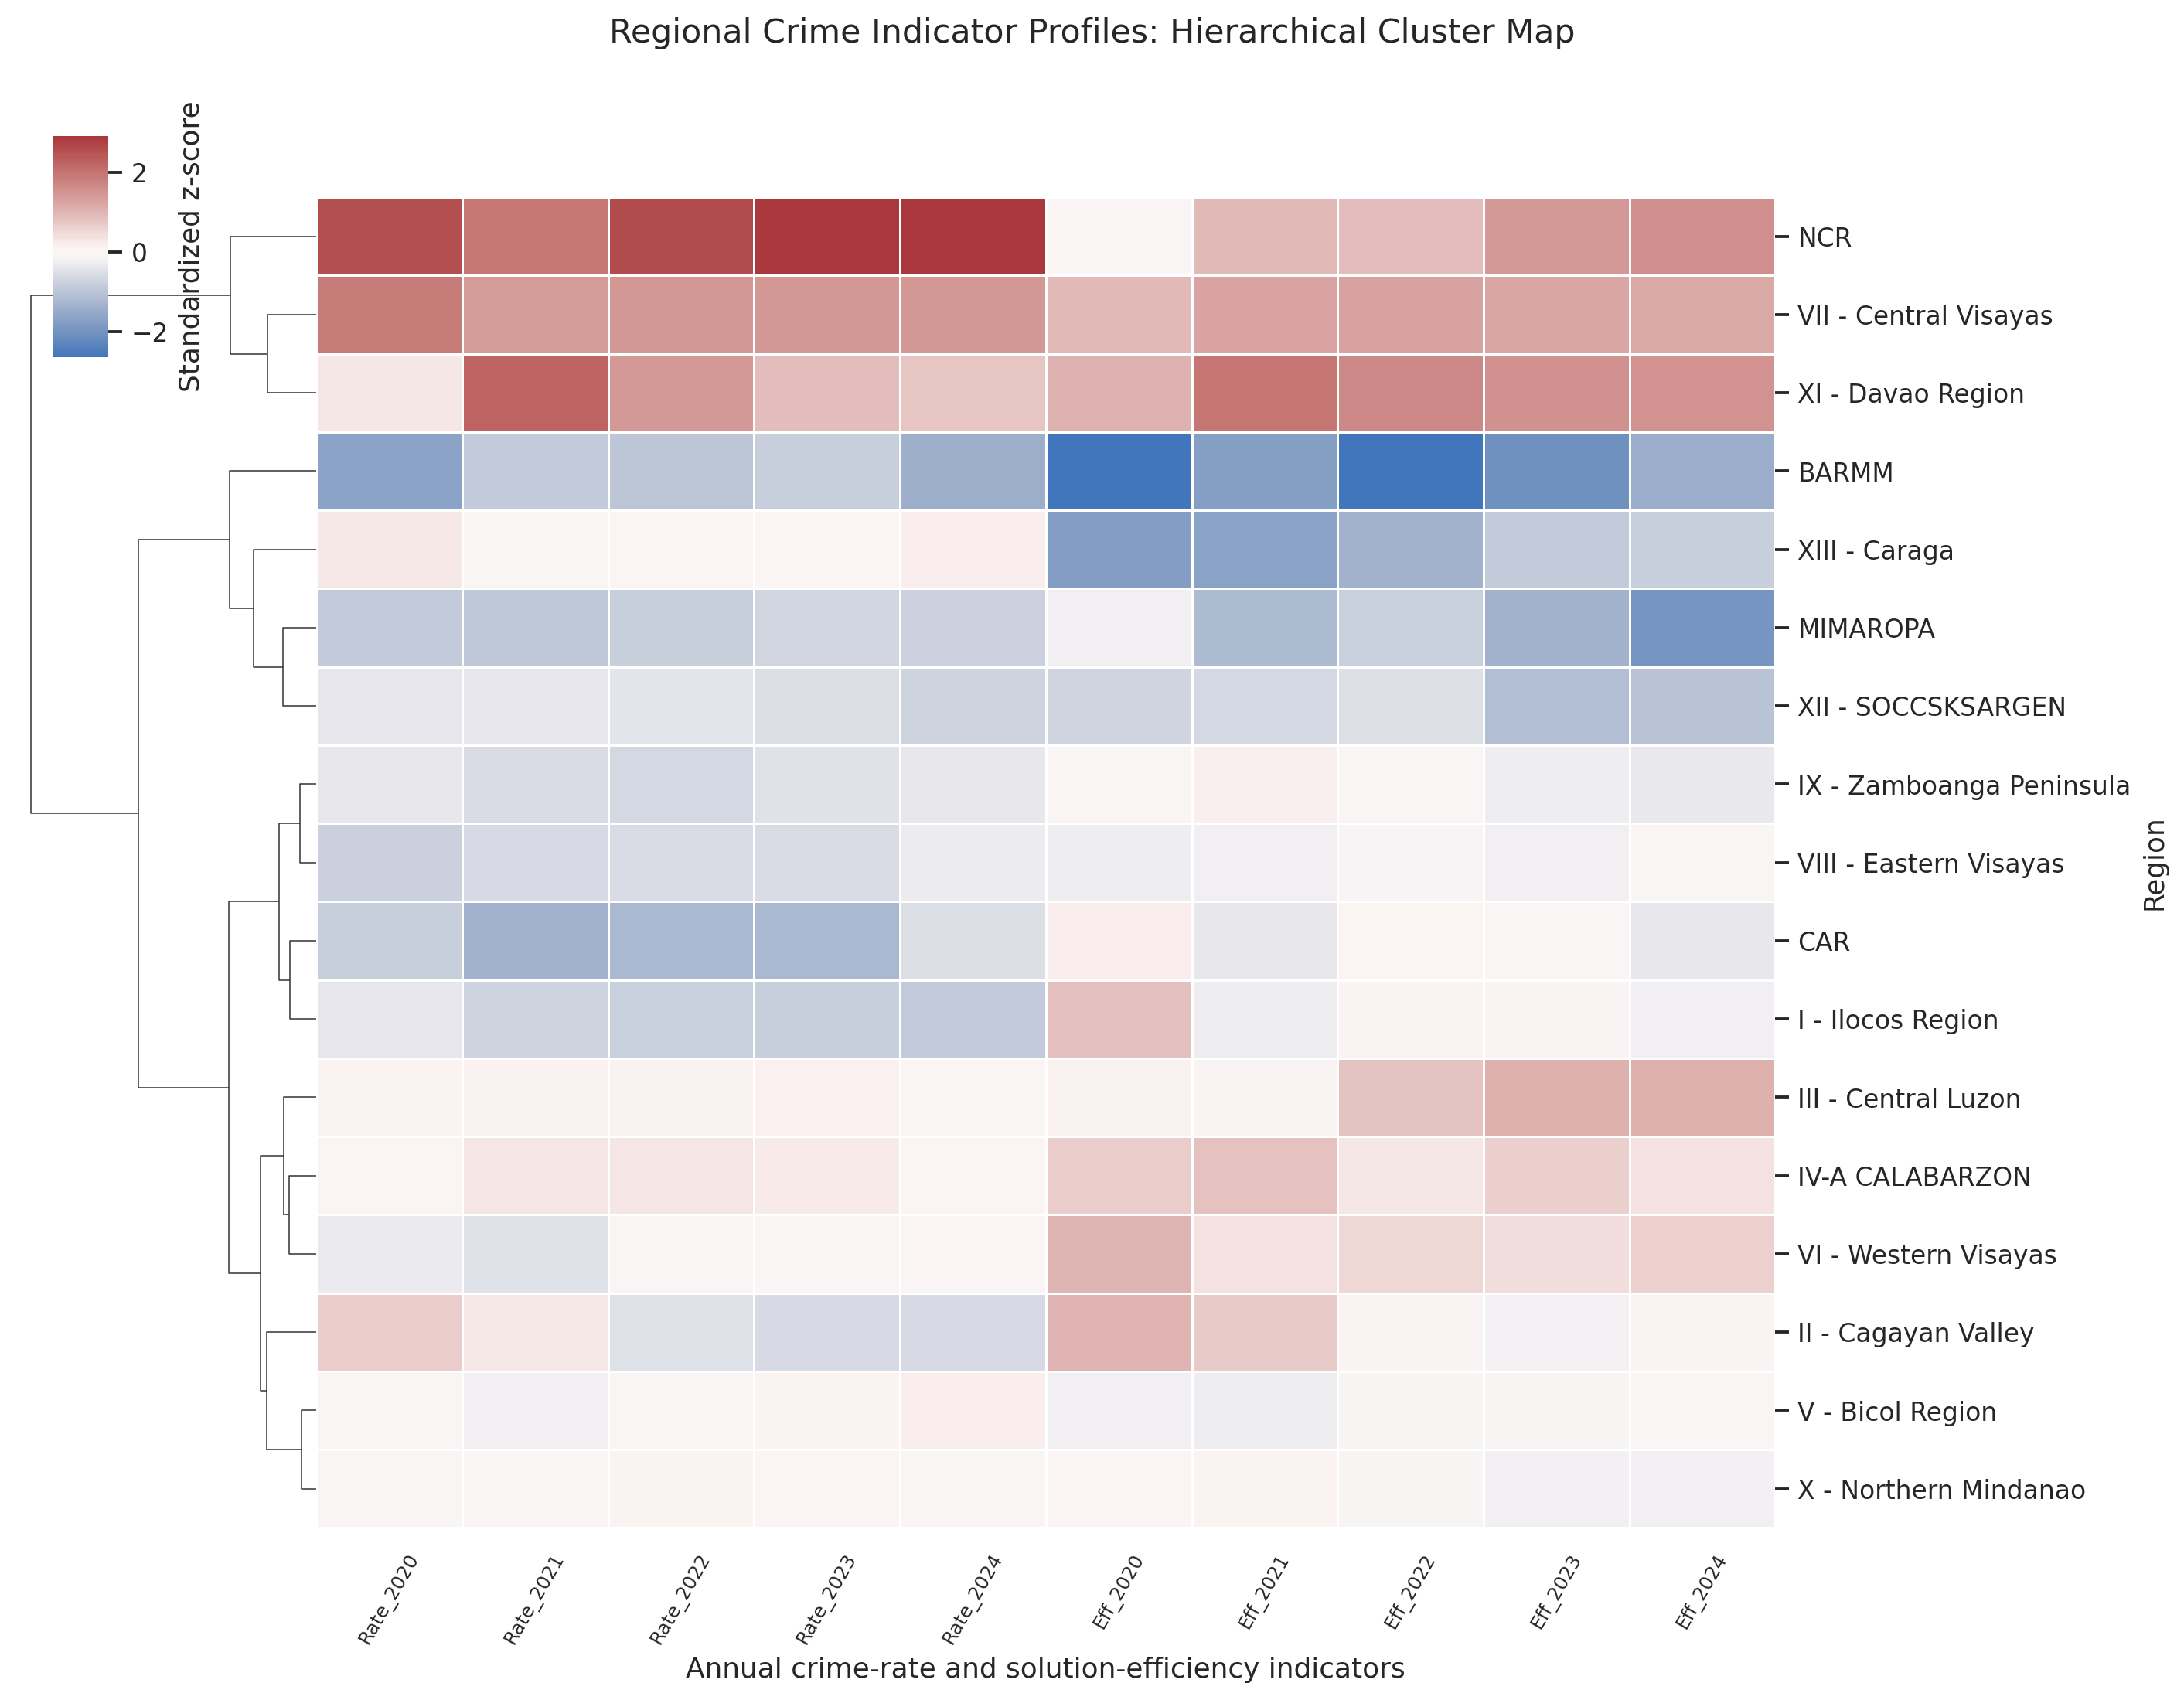 Regional Crime Indicator Profiles: Hierarchical Cluster Map
Standardized z-score
2
0
−2
NCR
VII - Central Visayas
XI - Davao Region
BARMM
XIII - Caraga
MIMAROPA
XII - SOCCSKSARGEN
IX - Zamboanga Peninsula
VIII - Eastern Visayas
CAR
I - Ilocos Region
III - Central Luzon
IV-A CALABARZON
VI - Western Visayas
II - Cagayan Valley
V - Bicol Region
X - Northern Mindanao
Region
Rate_2020
Rate_2021
Rate_2022
Rate_2023
Rate_2024
Eff_2020
Eff_2021
Eff_2022
Eff_2023
Eff_2024
Annual crime-rate and solution-efficiency indicators